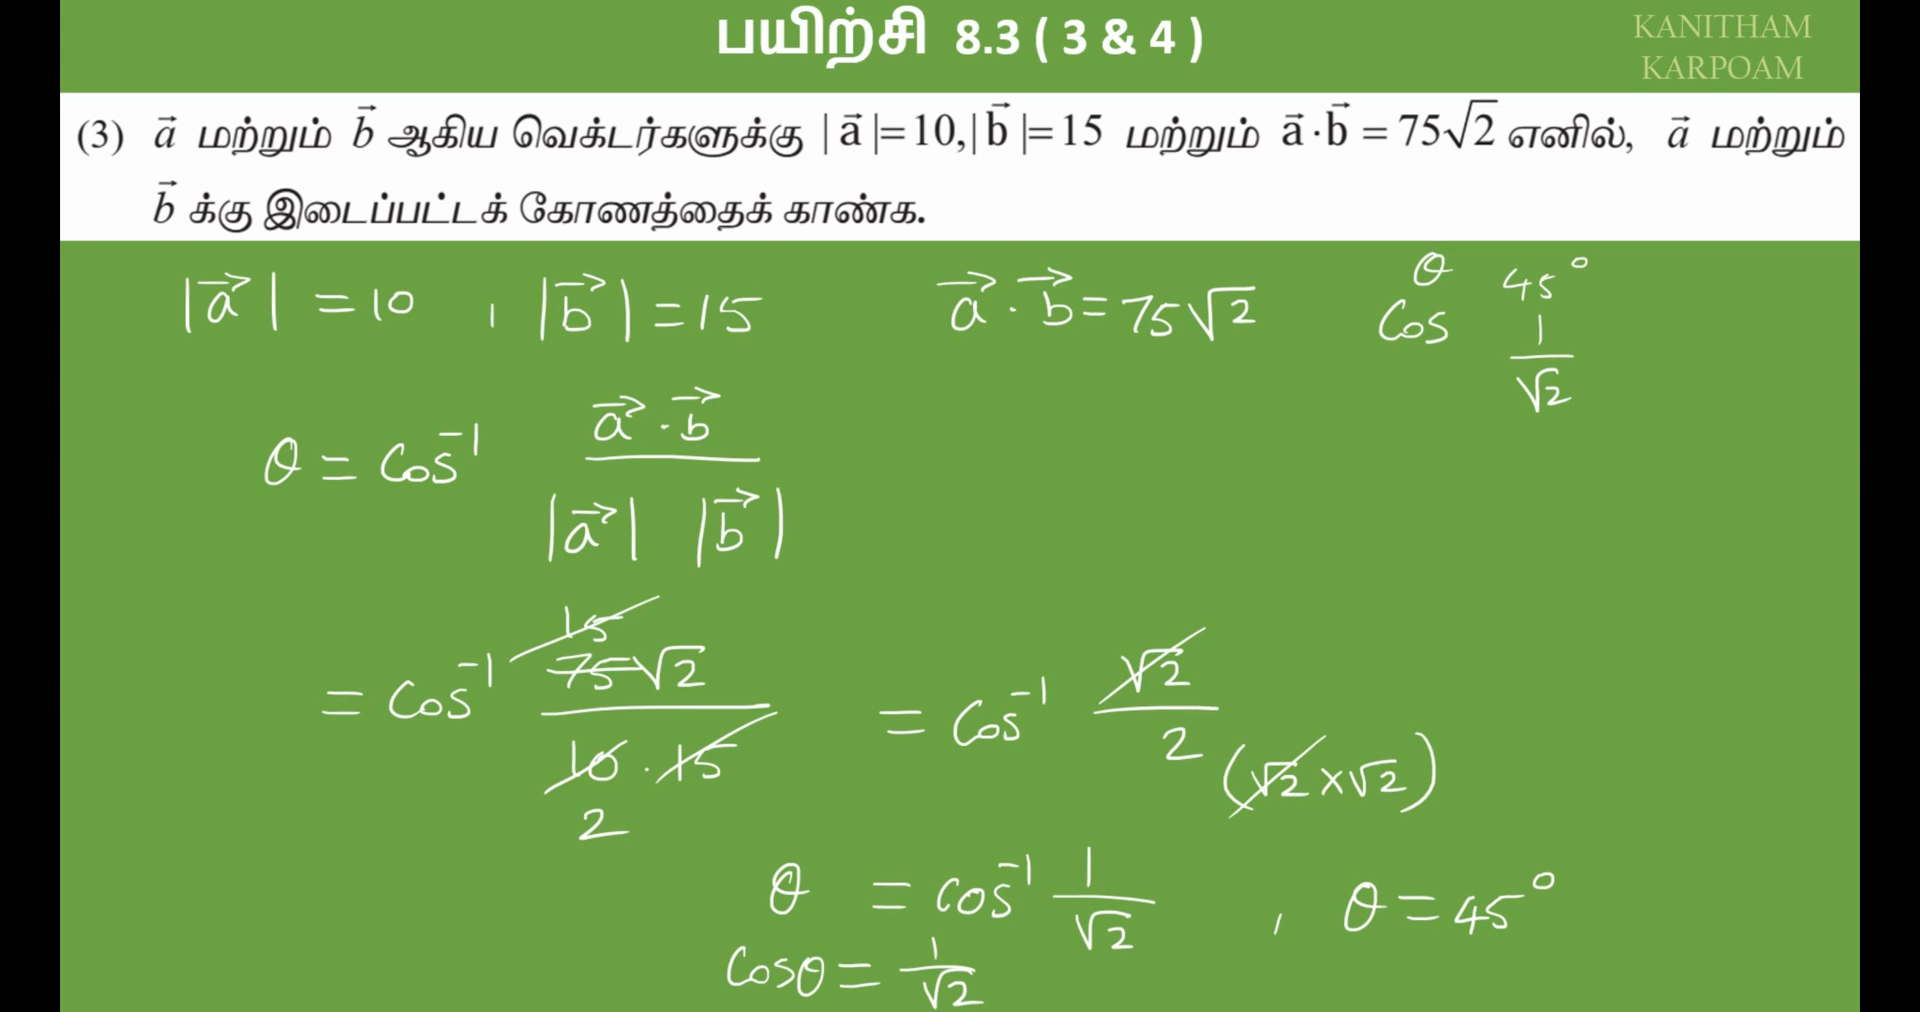 பயிற்சி 8.3 ( 3 & 4 )
KANITHAM
KARPOAM
(3) a⃗ மற்றும் b⃗ ஆகிய வெக்டர்களுக்கு | a⃗ |= 10, | b⃗ |= 15 மற்றும் a⃗ · b⃗ = 75√2 எனில், a⃗ மற்றும்
b⃗ க்கு இடைப்பட்டக் கோணத்தைக் காண்க.
|a⃗| = 10 , |b⃗| = 15 a⃗ · b⃗ = 75√2
θ 45°
Cos 1/√2
θ = Cos⁻¹ a⃗ · b⃗ / |a⃗| |b⃗|
15
= Cos⁻¹ 75√2 / 10 · 15 = Cos⁻¹ √2 / 2 (√2 × √2)
2
θ = cos⁻¹ 1/√2 , θ = 45°
Cosθ = 1/√2